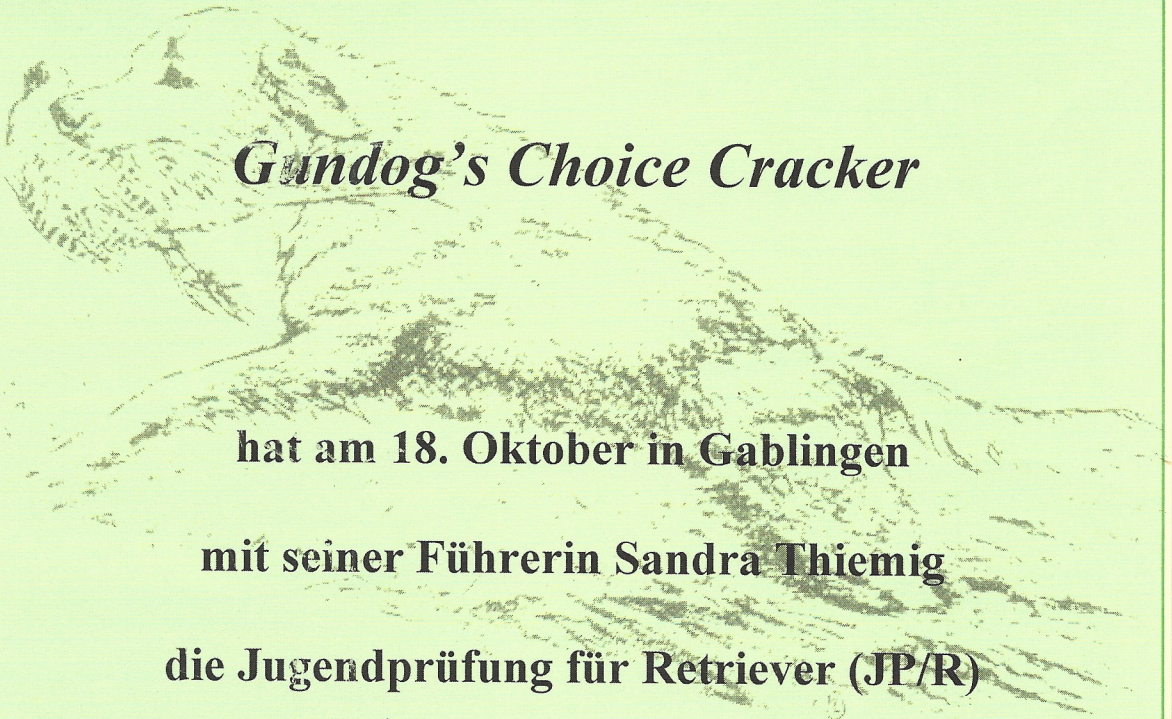 Gundog's Choice Cracker
hat am 18. Oktober in Gablingen
mit seiner Führerin Sandra Thiemig
die Jugendprüfung für Retriever (JP/R)